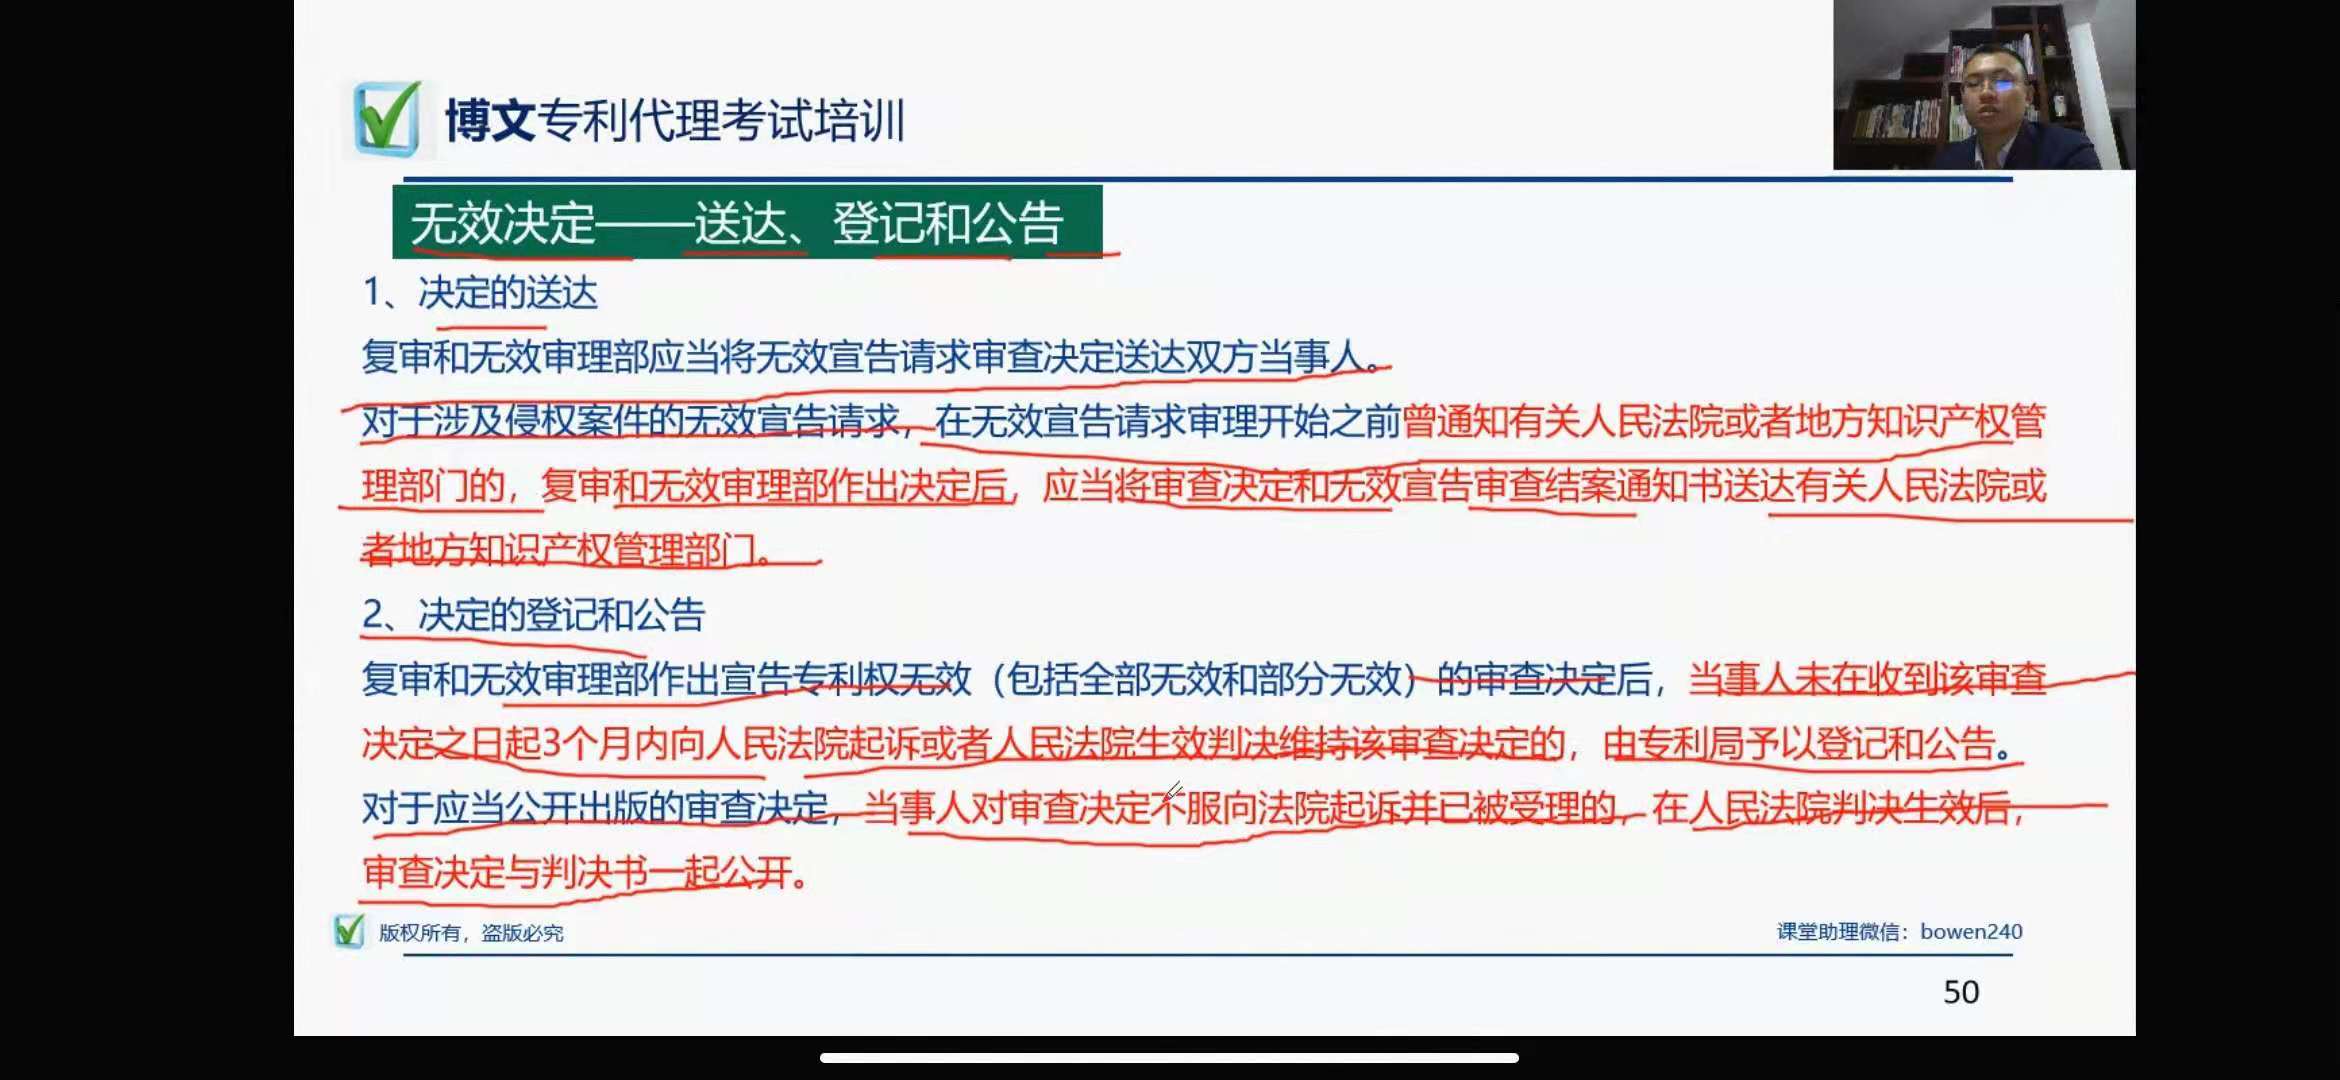 博文专利代理考试培训
无效决定——送达、登记和公告
1、决定的送达
复审和无效审理部应当将无效宣告请求审查决定送达双方当事人。
对于涉及侵权案件的无效宣告请求，在无效宣告请求审理开始之前曾通知有关人民法院或者地方知识产权管
理部门的，复审和无效审理部作出决定后，应当将审查决定和无效宣告审查结案通知书送达有关人民法院或
者地方知识产权管理部门。
2、决定的登记和公告
复审和无效审理部作出宣告专利权无效（包括全部无效和部分无效）的审查决定后，当事人未在收到该审查
决定之日起3个月内向人民法院起诉或者人民法院生效判决维持该审查决定的，由专利局予以登记和公告。
对于应当公开出版的审查决定，当事人对审查决定不服向法院起诉并已被受理的，在人民法院判决生效后，
审查决定与判决书一起公开。
版权所有，盗版必究
课堂助理微信：bowen240
50